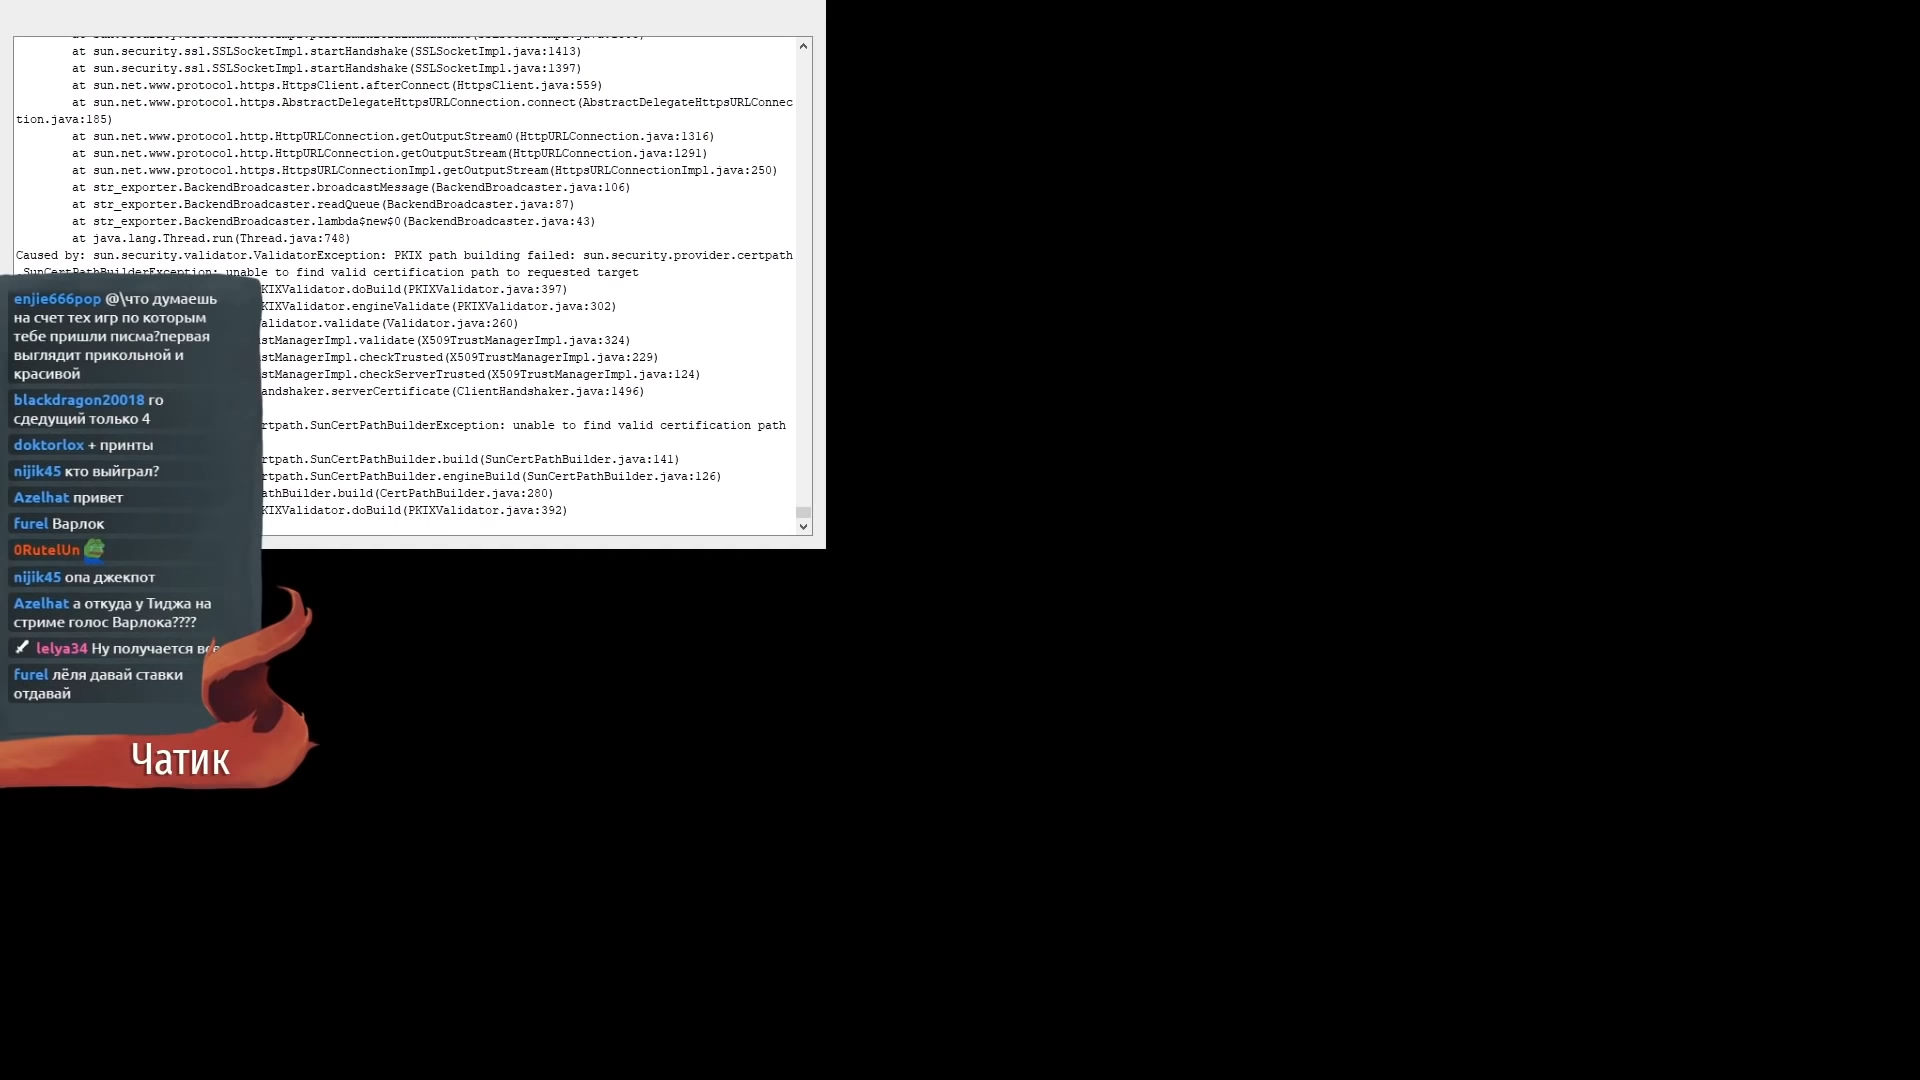 at sun.security.ssl.SSLSocketImpl.startHandshake(SSLSocketImpl.java:1413)
at sun.security.ssl.SSLSocketImpl.startHandshake(SSLSocketImpl.java:1397)
at sun.net.www.protocol.https.HttpsClient.afterConnect(HttpsClient.java:559)
at sun.net.www.protocol.https.AbstractDelegateHttpsURLConnection.connect(AbstractDelegateHttpsURLConnec
tion.java:185)
at sun.net.www.protocol.http.HttpURLConnection.getOutputStream0(HttpURLConnection.java:1316)
at sun.net.www.protocol.http.HttpURLConnection.getOutputStream(HttpURLConnection.java:1291)
at sun.net.www.protocol.https.HttpsURLConnectionImpl.getOutputStream(HttpsURLConnectionImpl.java:250)
at str_exporter.BackendBroadcaster.broadcastMessage(BackendBroadcaster.java:106)
at str_exporter.BackendBroadcaster.readQueue(BackendBroadcaster.java:87)
at str_exporter.BackendBroadcaster.lambda$new$0(BackendBroadcaster.java:43)
at java.lang.Thread.run(Thread.java:748)
Caused by: sun.security.validator.ValidatorException: PKIX path building failed: sun.security.provider.certpath
.SunCertPathBuilderException: unable to find valid certification path to requested target
KIXValidator.doBuild(PKIXValidator.java:397)
KIXValidator.engineValidate(PKIXValidator.java:302)
alidator.validate(Validator.java:260)
stManagerImpl.validate(X509TrustManagerImpl.java:324)
stManagerImpl.checkTrusted(X509TrustManagerImpl.java:229)
stManagerImpl.checkServerTrusted(X509TrustManagerImpl.java:124)
andshaker.serverCertificate(ClientHandshaker.java:1496)
rtpath.SunCertPathBuilderException: unable to find valid certification path
rtpath.SunCertPathBuilder.build(SunCertPathBuilder.java:141)
rtpath.SunCertPathBuilder.engineBuild(SunCertPathBuilder.java:126)
athBuilder.build(CertPathBuilder.java:280)
KIXValidator.doBuild(PKIXValidator.java:392)
enjie666pop @\что думаешь
на счет тех игр по которым
тебе пришли писма?первая
выглядит прикольной и
красивой
blackdragon20018 го
сдедущий только 4
doktorlox + принты
nijik45 кто выйграл?
Azelhat привет
furel Варлок
0RutelUn
nijik45 опа джекпот
Azelhat а откуда у Тиджа на
стриме голос Варлока????
lelya34 Ну получается все
furel лёля давай ставки
отдавай
Чатик